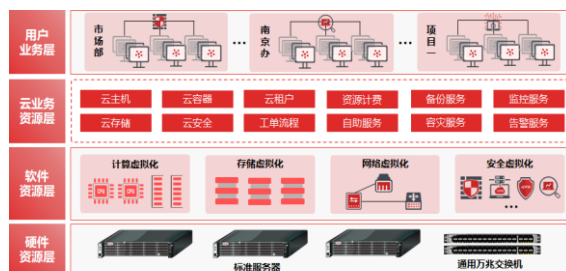 用户
业务层
市场部
...
南京办
...
项目一
云业务
资源层
云主机
云容器
云租户
资源计费
备份服务
监控服务
云存储
云安全
工单流程
自助服务
容灾服务
告警服务
软件
资源层
计算虚拟化
存储虚拟化
网络虚拟化
安全虚拟化
CPU
CPU
...
硬件
资源层
标准服务器
通用万兆交换机